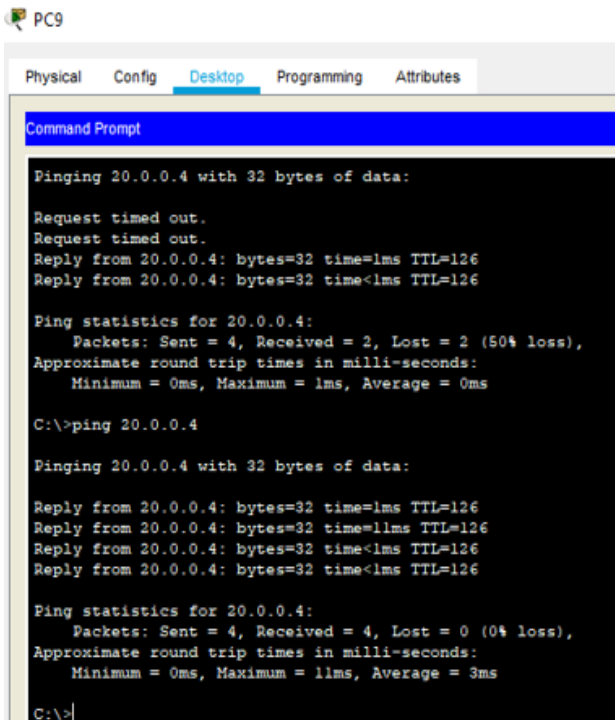 PC9
Physical Config Desktop Programming Attributes
Command Prompt
Pinging 20.0.0.4 with 32 bytes of data:
Request timed out.
Request timed out.
Reply from 20.0.0.4: bytes=32 time=1ms TTL=126
Reply from 20.0.0.4: bytes=32 time<1ms TTL=126
Ping statistics for 20.0.0.4:
Packets: Sent = 4, Received = 2, Lost = 2 (50% loss),
Approximate round trip times in milli-seconds:
Minimum = 0ms, Maximum = 1ms, Average = 0ms
C:\>ping 20.0.0.4
Pinging 20.0.0.4 with 32 bytes of data:
Reply from 20.0.0.4: bytes=32 time=1ms TTL=126
Reply from 20.0.0.4: bytes=32 time=11ms TTL=126
Reply from 20.0.0.4: bytes=32 time<1ms TTL=126
Reply from 20.0.0.4: bytes=32 time<1ms TTL=126
Ping statistics for 20.0.0.4:
Packets: Sent = 4, Received = 4, Lost = 0 (0% loss),
Approximate round trip times in milli-seconds:
Minimum = 0ms, Maximum = 11ms, Average = 3ms
C:\>